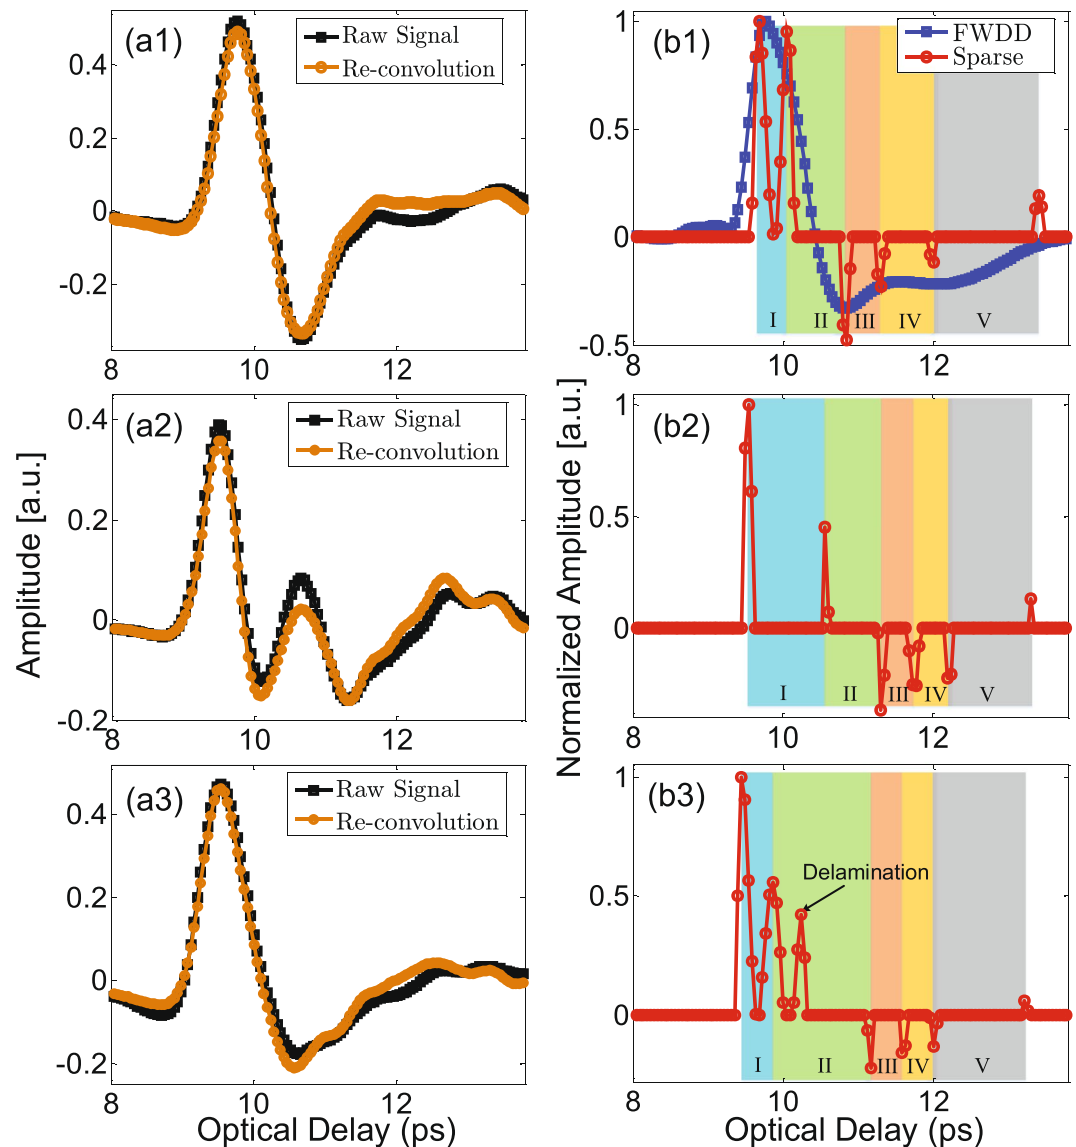 (a1)
Raw Signal
Re-convolution
0.4
0.2
0
-0.2
8
10
12
(b1)
FWDD
Sparse
1
0.5
0
-0.5
I
II
III
IV
V
8
10
12
(a2)
Raw Signal
Re-convolution
0.4
0.2
0
-0.2
8
10
12
Amplitude [a.u.]
(b2)
1
0.5
0
I
II
III
IV
V
8
10
12
Normalized Amplitude [a.u.]
(a3)
Raw Signal
Re-convolution
0.4
0.2
0
-0.2
8
10
12
Optical Delay (ps)
(b3)
Delamination
1
0.5
0
I
II
III
IV
V
8
10
12
Optical Delay (ps)